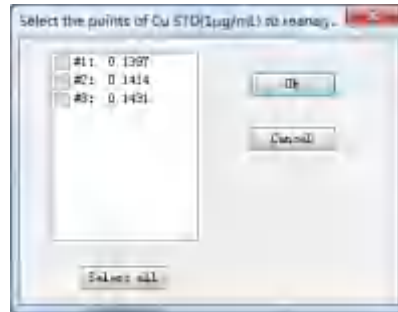 Select the points of Cu STD(1µg/mL) to reanaly..
#1: 0.1397
#2: 0.1414
#3: 0.1431
Ok
Cancel
Select all